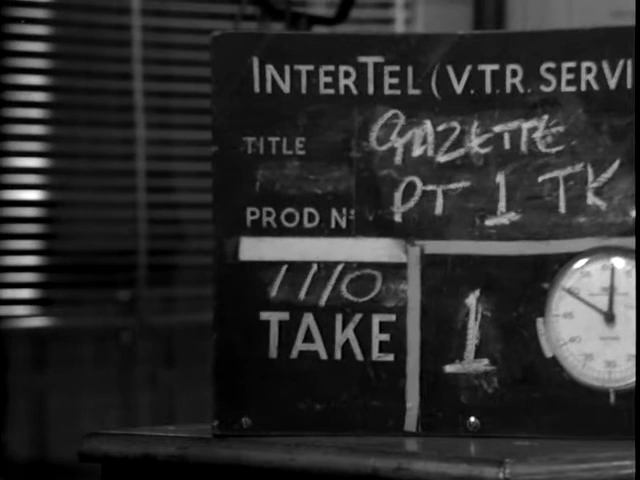 INTERTEL (V.T.R. SERVI
TITLE GAZETTE
PT 1 TK
PROD. Nº
1110
TAKE 1